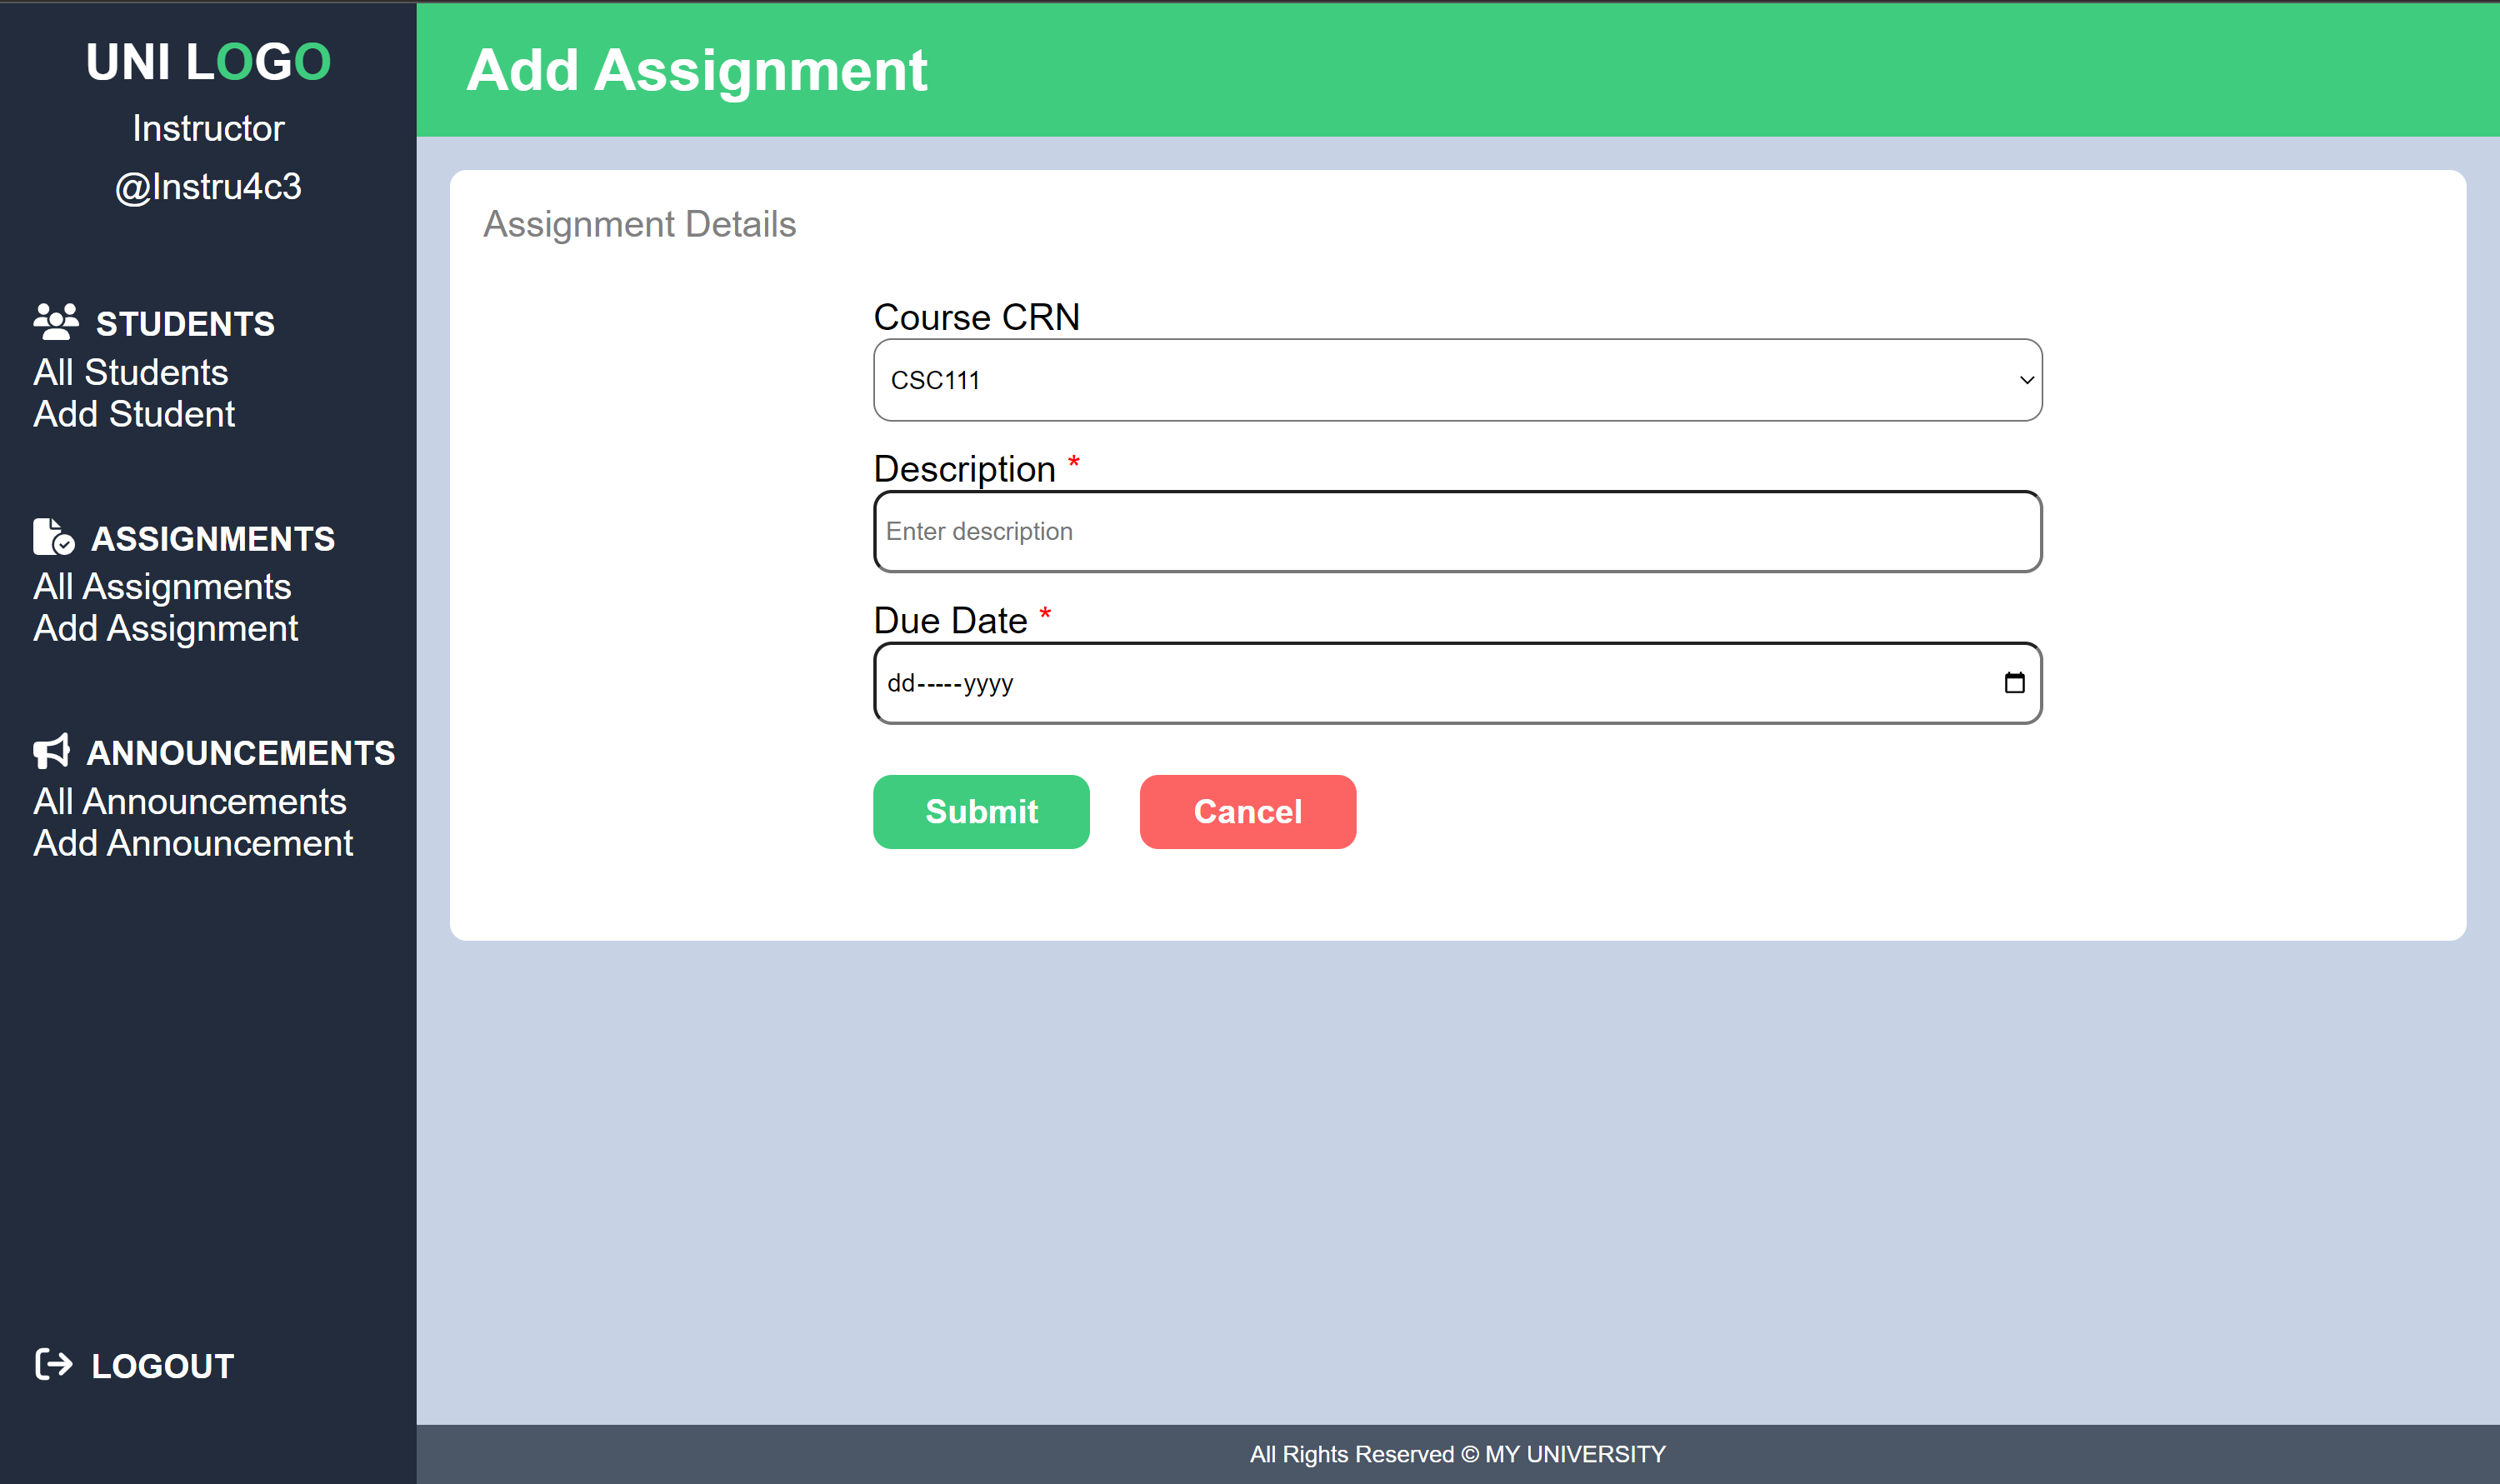 UNI LOGO
Instructor
@Instru4c3
STUDENTS
All Students
Add Student
ASSIGNMENTS
All Assignments
Add Assignment
ANNOUNCEMENTS
All Announcements
Add Announcement
LOGOUT
Add Assignment
Assignment Details
Course CRN
CSC111
Description *
Enter description
Due Date *
dd-----yyyy
Submit Cancel
All Rights Reserved © MY UNIVERSITY